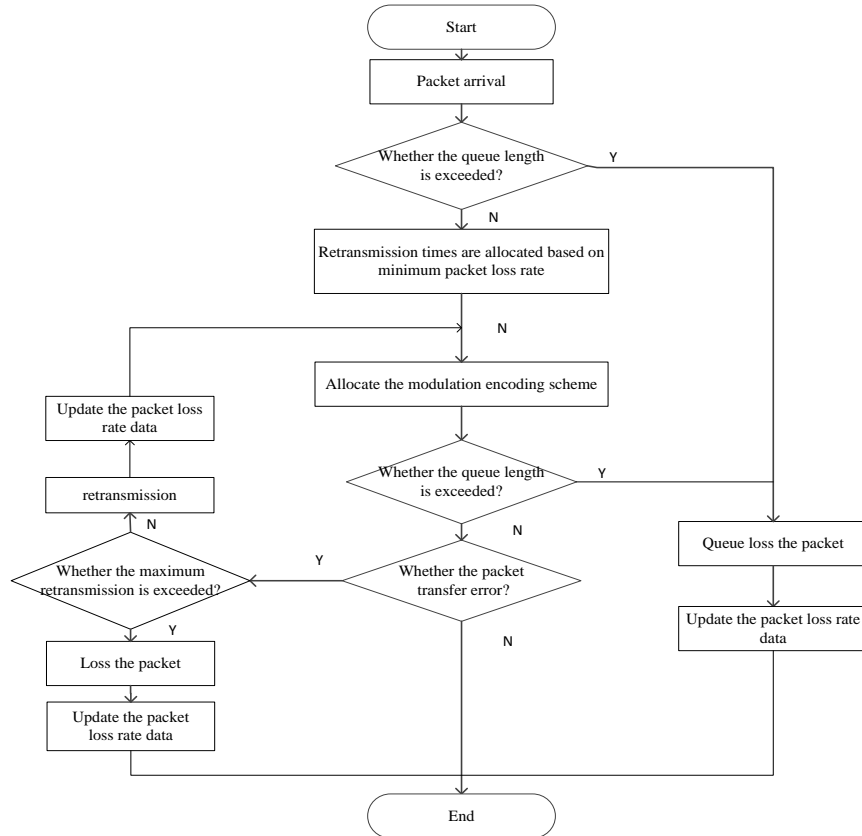 Start
Packet arrival
Whether the queue length
is exceeded?
Y
N
Retransmission times are allocated based on
minimum packet loss rate
N
Allocate the modulation encoding scheme
Update the packet loss
rate data
Whether the queue length
is exceeded?
Y
retransmission
N
N
Queue loss the packet
Whether the maximum
retransmission is exceeded?
Y
Whether the packet
transfer error?
Y
N
Update the packet loss rate
data
Loss the packet
Update the packet
loss rate data
End